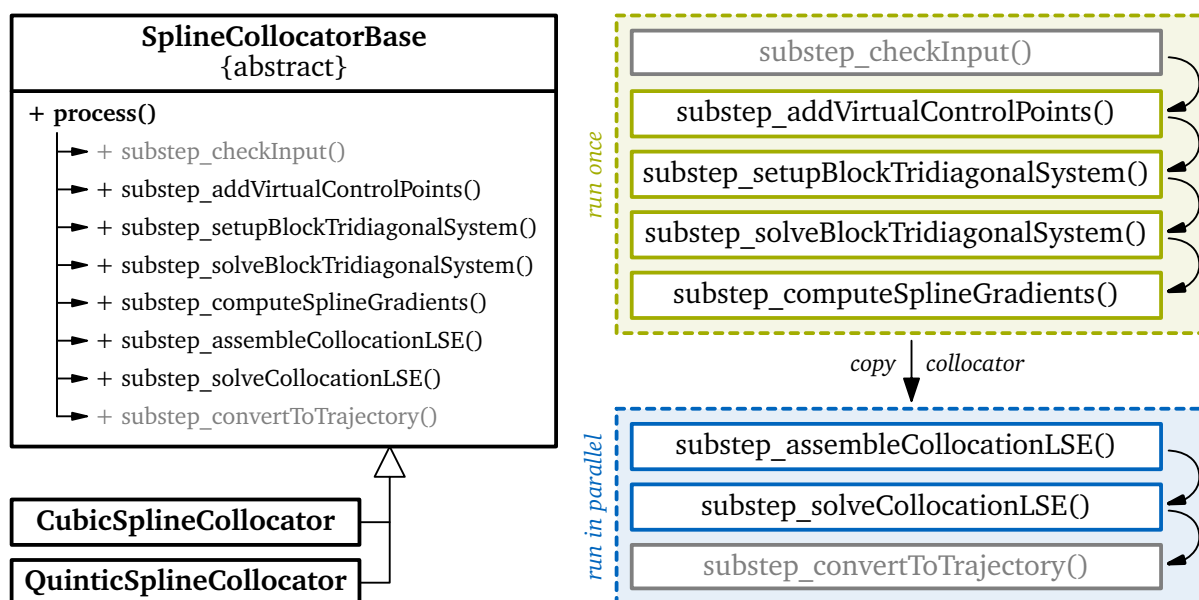 SplineCollocatorBase
{abstract}
+ process()
+ substep_checkInput()
+ substep_addVirtualControlPoints()
+ substep_setupBlockTridiagonalSystem()
+ substep_solveBlockTridiagonalSystem()
+ substep_computeSplineGradients()
+ substep_assembleCollocationLSE()
+ substep_solveCollocationLSE()
+ substep_convertToTrajectory()
CubicSplineCollocator
QuinticSplineCollocator
run once
substep_checkInput()
substep_addVirtualControlPoints()
substep_setupBlockTridiagonalSystem()
substep_solveBlockTridiagonalSystem()
substep_computeSplineGradients()
copy collocator
run in parallel
substep_assembleCollocationLSE()
substep_solveCollocationLSE()
substep_convertToTrajectory()